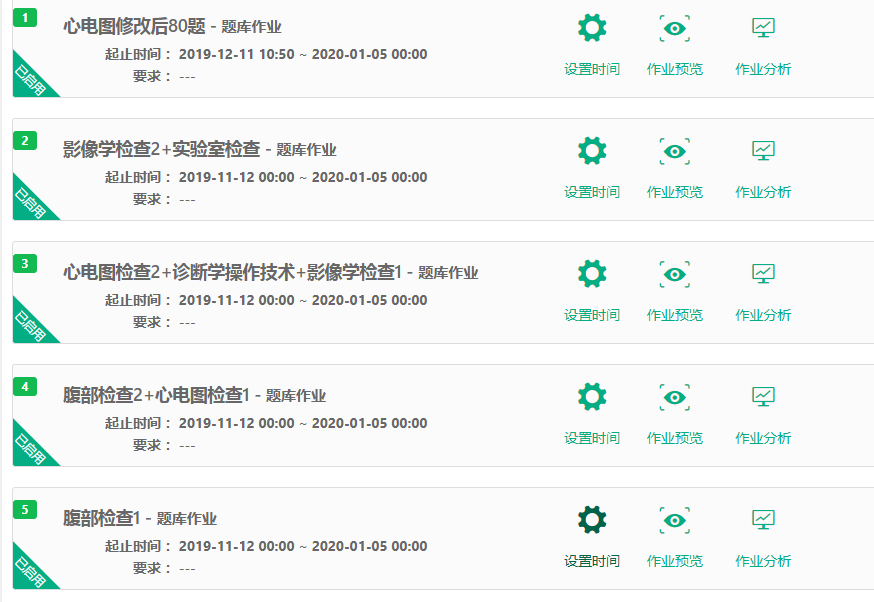 1
心电图修改后80题 - 题库作业
起止时间： 2019-12-11 10:50 ~ 2020-01-05 00:00
要求： ---
已启用
设置时间 作业预览 作业分析
2
影像学检查2+实验室检查 - 题库作业
起止时间： 2019-11-12 00:00 ~ 2020-01-05 00:00
要求： ---
已启用
设置时间 作业预览 作业分析
3
心电图检查2+诊断学操作技术+影像学检查1 - 题库作业
起止时间： 2019-11-12 00:00 ~ 2020-01-05 00:00
要求： ---
已启用
设置时间 作业预览 作业分析
4
腹部检查2+心电图检查1 - 题库作业
起止时间： 2019-11-12 00:00 ~ 2020-01-05 00:00
要求： ---
已启用
设置时间 作业预览 作业分析
5
腹部检查1 - 题库作业
起止时间： 2019-11-12 00:00 ~ 2020-01-05 00:00
要求： ---
已启用
设置时间 作业预览 作业分析